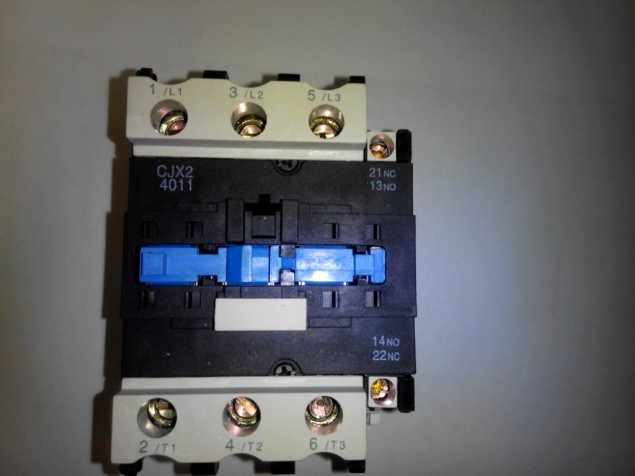 1/L1 3/L2 5/L3
CJX2
4011
21NC
13NO
14NO
22NC
2/T1 4/T2 6/T3